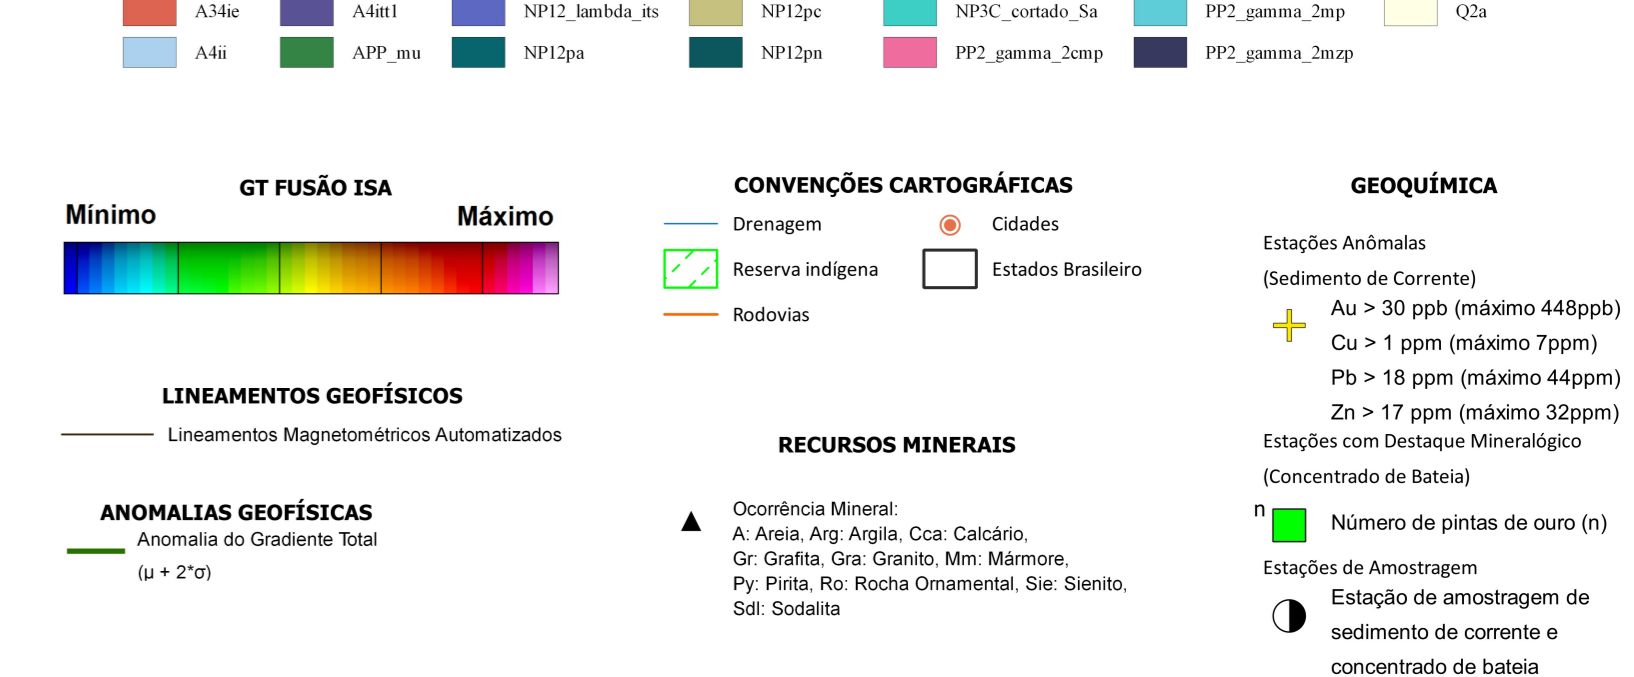 A34ie A4itt1 NP12_lambda_its NP12pc NP3C_cortado_Sa PP2_gamma_2mp Q2a
A4ii APP_mu NP12pa NP12pn PP2_gamma_2cmp PP2_gamma_2mzp
GT FUSÃO ISA
Mínimo Máximo
LINEAMENTOS GEOFÍSICOS
Lineamentos Magnetométricos Automatizados
ANOMALIAS GEOFÍSICAS
Anomalia do Gradiente Total
(μ + 2*σ)
CONVENÇÕES CARTOGRÁFICAS
Drenagem Cidades
Reserva indígena Estados Brasileiro
Rodovias
RECURSOS MINERAIS
Ocorrência Mineral:
A: Areia, Arg: Argila, Cca: Calcário,
Gr: Grafita, Gra: Granito, Mm: Mármore,
Py: Pirita, Ro: Rocha Ornamental, Sie: Sienito,
Sdl: Sodalita
GEOQUÍMICA
Estações Anômalas
(Sedimento de Corrente)
Au > 30 ppb (máximo 448ppb)
Cu > 1 ppm (máximo 7ppm)
Pb > 18 ppm (máximo 44ppm)
Zn > 17 ppm (máximo 32ppm)
Estações com Destaque Mineralógico
(Concentrado de Bateia)
n Número de pintas de ouro (n)
Estações de Amostragem
Estação de amostragem de
sedimento de corrente e
concentrado de bateia